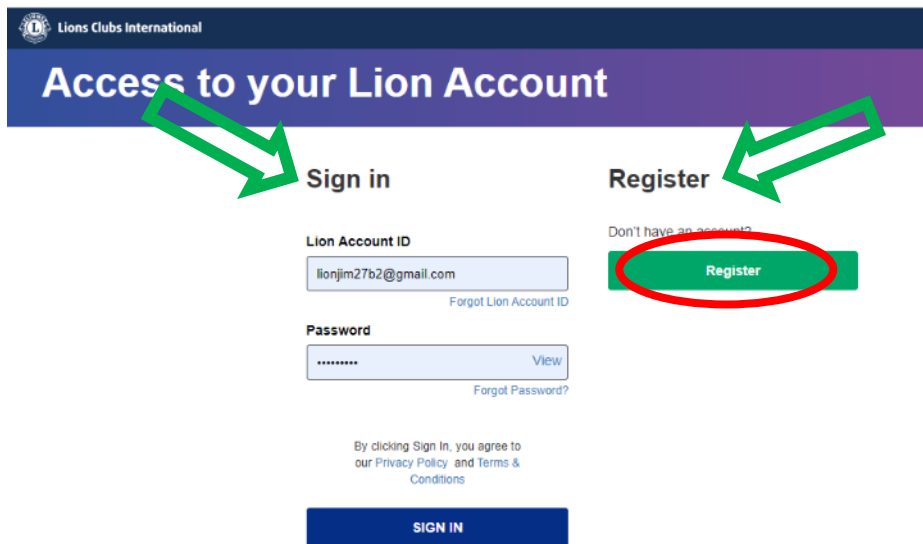 Lions Clubs International
Access to your Lion Account
Sign in
Lion Account ID
lionjim27b2@gmail.com
Forgot Lion Account ID
Password
•••••••••
View
Forgot Password?
By clicking Sign In, you agree to
our Privacy Policy and Terms &
Conditions
SIGN IN
Register
Don't have an account?
Register